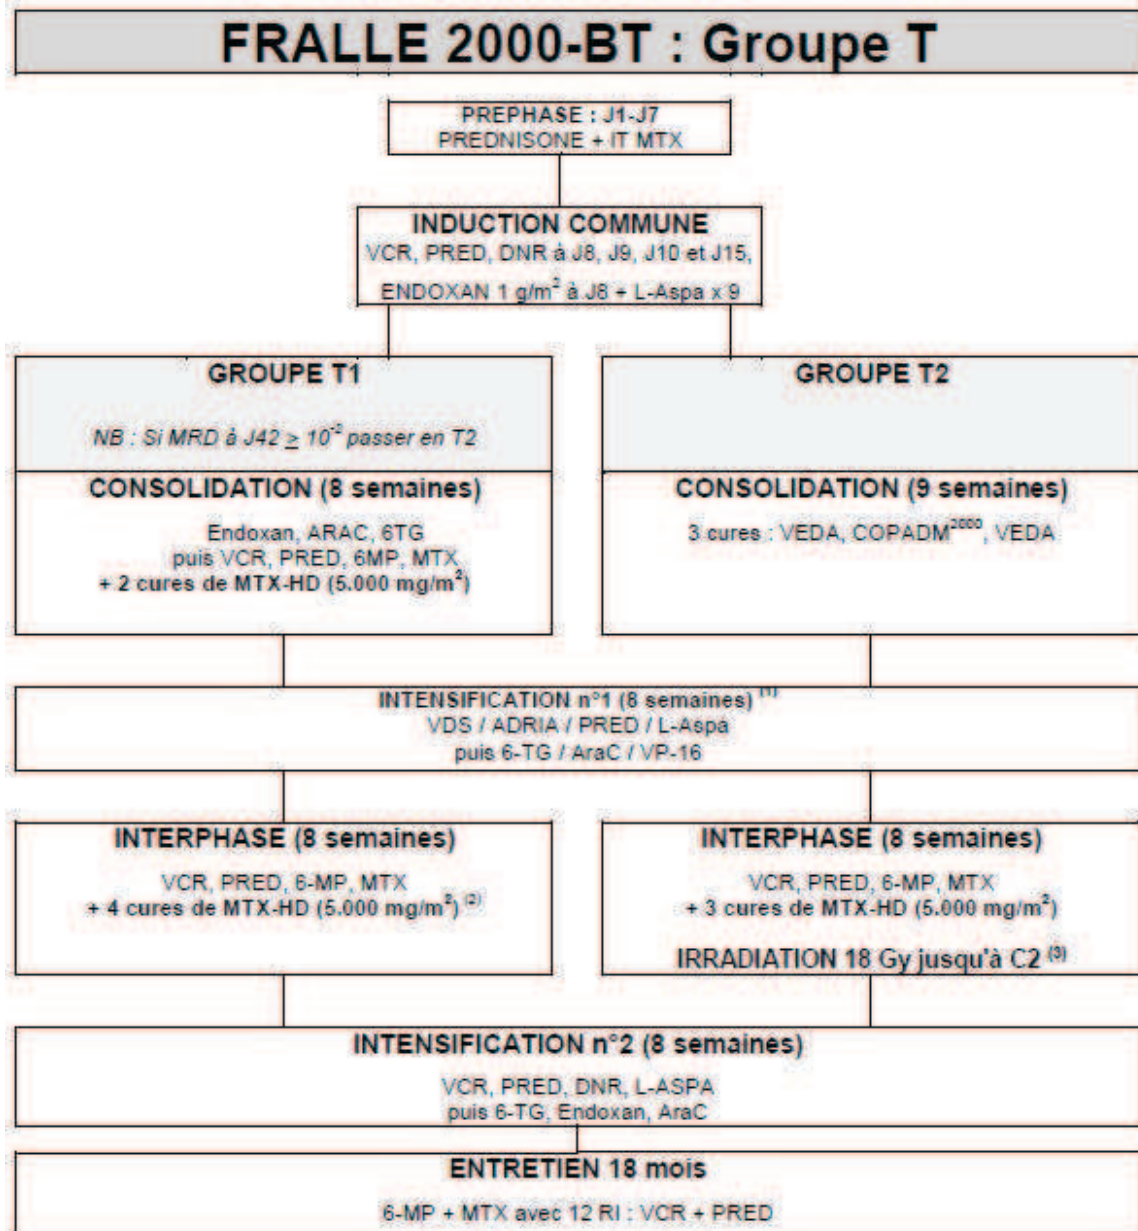 FRALLE 2000-BT : Groupe T
PREPHASE : J1-J7
PREDNISONE + IT MTX
INDUCTION COMMUNE
VCR, PRED, DNR à J8, J9, J10 et J15,
ENDOXAN 1 g/m² à J8 + L-Aspa x 9
GROUPE T1
NB : Si MRD à J42 ≥ 10⁻² passer en T2
CONSOLIDATION (8 semaines)
Endoxan, ARAC, 6TG
puis VCR, PRED, 6MP, MTX
+ 2 cures de MTX-HD (5.000 mg/m²)
GROUPE T2
CONSOLIDATION (9 semaines)
3 cures : VEDA, COPADM²⁰⁰⁰, VEDA
INTENSIFICATION n°1 (8 semaines) ⁽¹⁾
VDS / ADRIA / PRED / L-Aspa
puis 6-TG / AraC / VP-16
INTERPHASE (8 semaines)
VCR, PRED, 6-MP, MTX
+ 4 cures de MTX-HD (5.000 mg/m²) ⁽²⁾
INTERPHASE (8 semaines)
VCR, PRED, 6-MP, MTX
+ 3 cures de MTX-HD (5.000 mg/m²)
IRRADIATION 18 Gy jusqu'à C2 ⁽³⁾
INTENSIFICATION n°2 (8 semaines)
VCR, PRED, DNR, L-ASPA
puis 6-TG, Endoxan, AraC
ENTRETIEN 18 mois
6-MP + MTX avec 12 RI : VCR + PRED